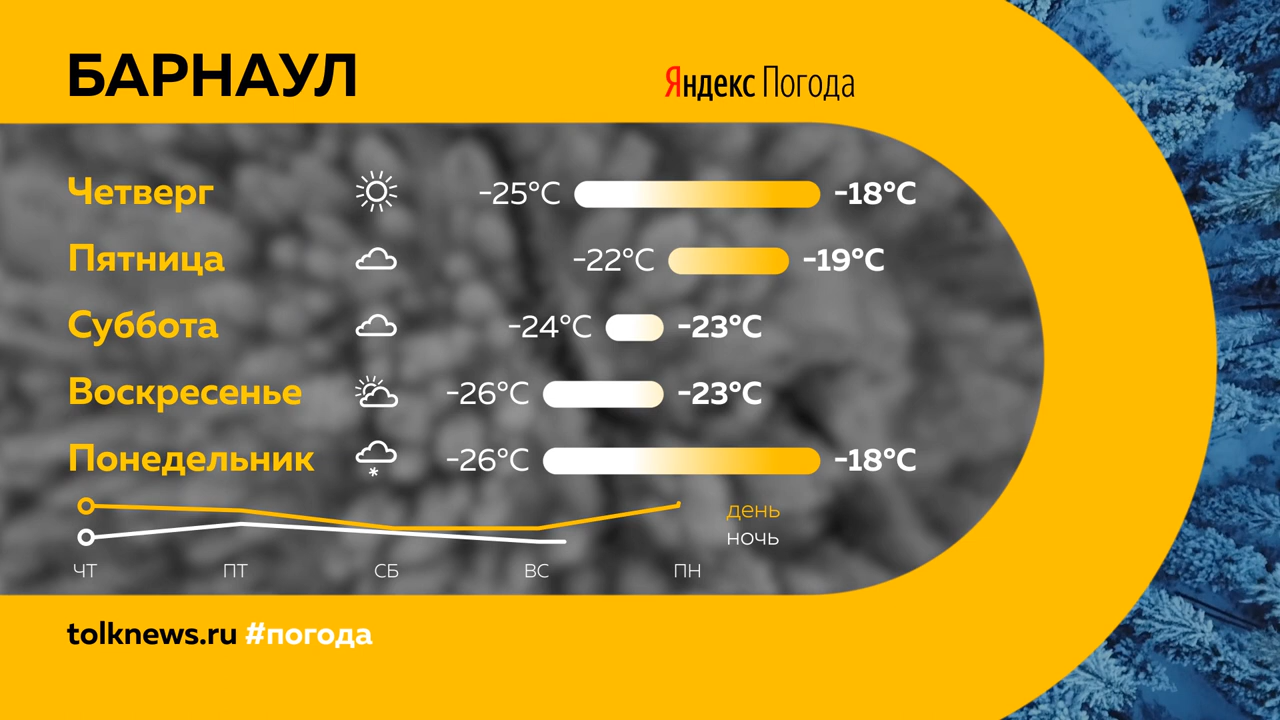 БАРНАУЛ
Яндекс Погода
Четверг -25°C -18°C
Пятница -22°C -19°C
Суббота -24°C -23°C
Воскресенье -26°C -23°C
Понедельник -26°C -18°C
день
ночь
ЧТ ПТ СБ ВС ПН
tolknews.ru #погода